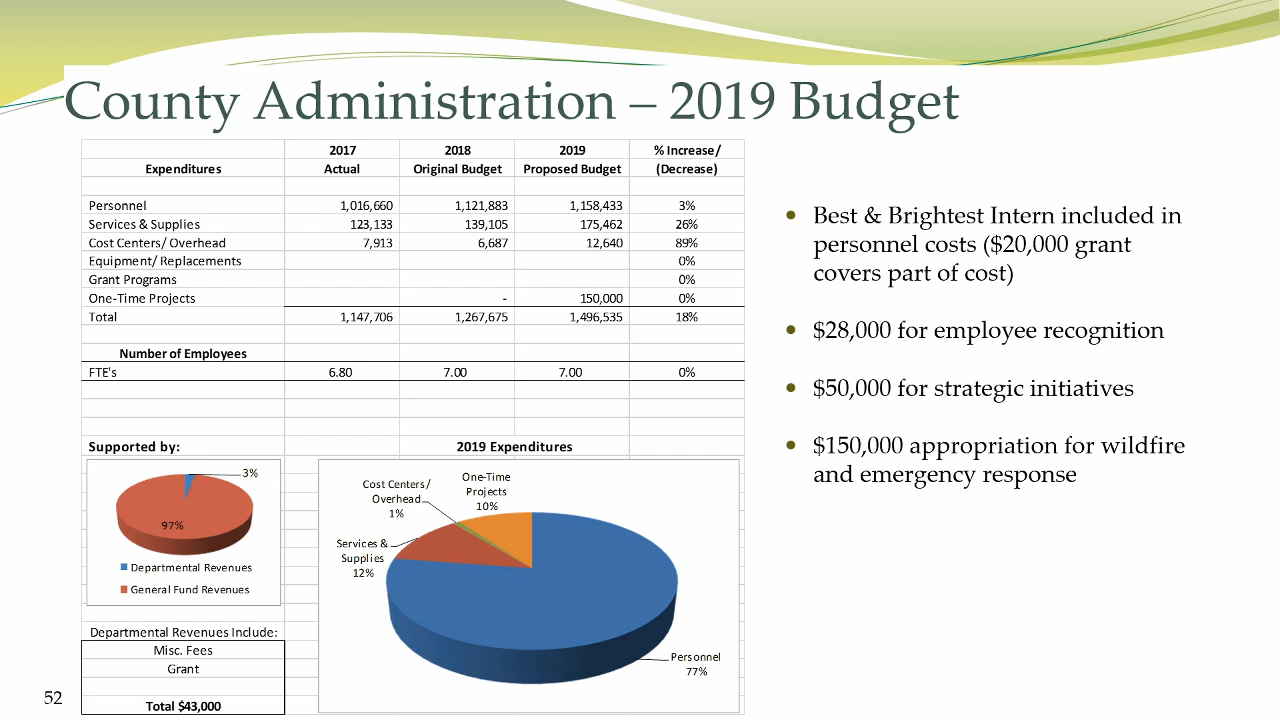 County Administration – 2019 Budget
2017 2018 2019 % Increase/
Expenditures Actual Original Budget Proposed Budget (Decrease)
Personnel 1,016,660 1,121,883 1,158,433 3%
Services & Supplies 123,133 139,105 175,462 26%
Cost Centers/ Overhead 7,913 6,687 12,640 89%
Equipment/ Replacements 0%
Grant Programs 0%
One-Time Projects - 150,000 0%
Total 1,147,706 1,267,675 1,496,535 18%
Number of Employees
FTE's 6.80 7.00 7.00 0%
Supported by:
3%
97%
Departmental Revenues
General Fund Revenues
Departmental Revenues Include:
Misc. Fees
Grant
Total $43,000
2019 Expenditures
Cost Centers/
Overhead
1%
One-Time
Projects
10%
Services &
Supplies
12%
Personnel
77%
• Best & Brightest Intern included in
personnel costs ($20,000 grant
covers part of cost)
• $28,000 for employee recognition
• $50,000 for strategic initiatives
• $150,000 appropriation for wildfire
and emergency response
52